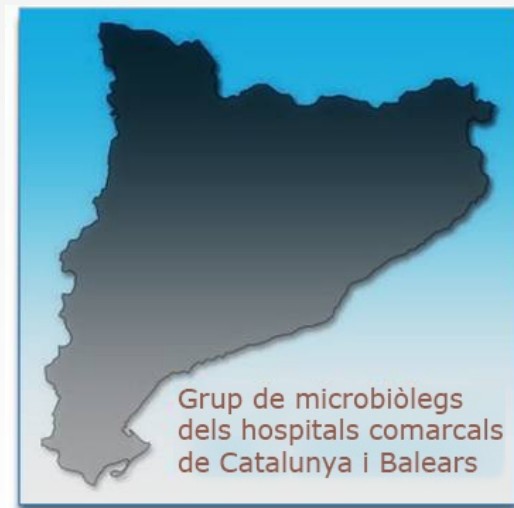 Grup de microbiòlegs
dels hospitals comarcals
de Catalunya i Balears